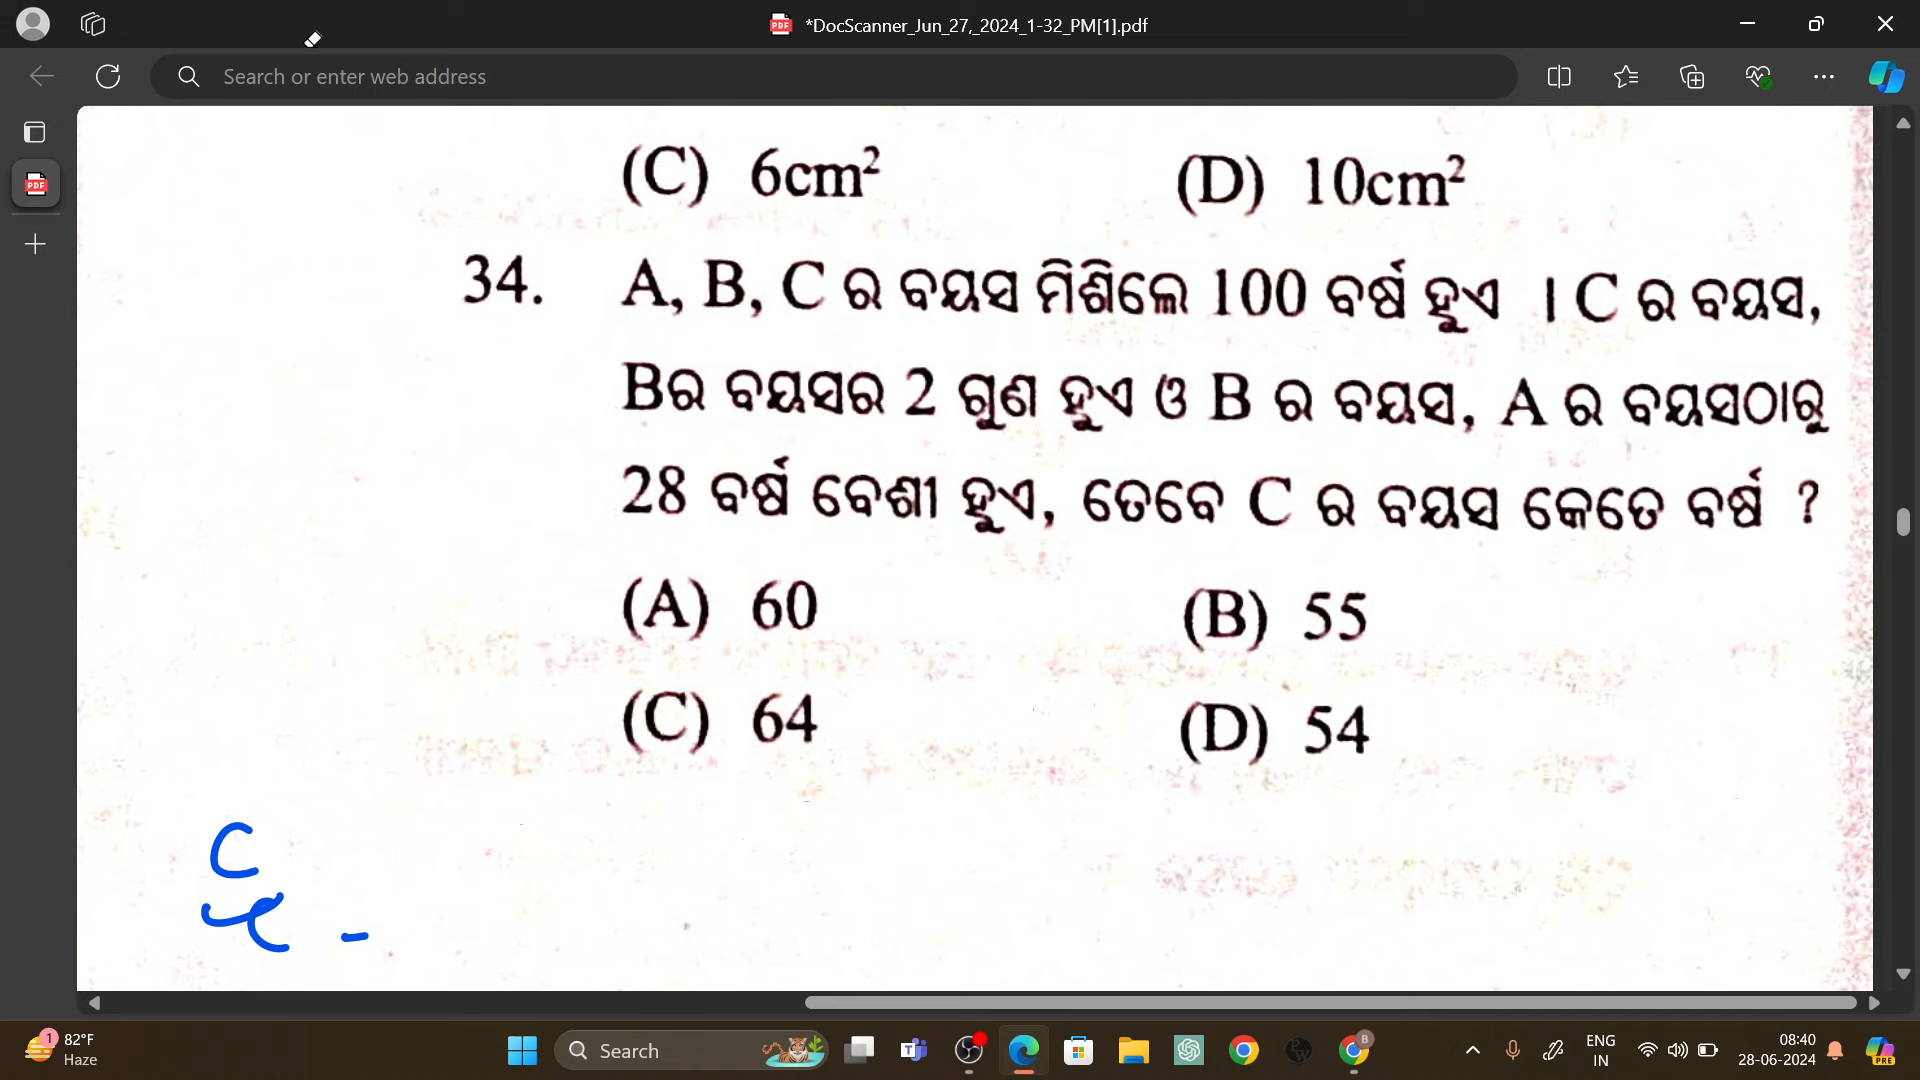 *DocScanner_Jun_27,_2024_1-32_PM[1].pdf
Search or enter web address
(C) 6cm² (D) 10cm²
34. A, B, C ର ବୟସ ମିଶିଲେ 100 ବର୍ଷ ହୁଏ । C ର ବୟସ,
Bର ବୟସର 2 ଗୁଣ ହୁଏ ଓ B ର ବୟସ, A ର ବୟସଠାରୁ
28 ବର୍ଷ ବେଶୀ ହୁଏ, ତେବେ C ର ବୟସ କେତେ ବର୍ଷ ?
(A) 60 (B) 55
(C) 64 (D) 54
C
1 82°F
Haze
Search
ENG
IN
08:40
28-06-2024